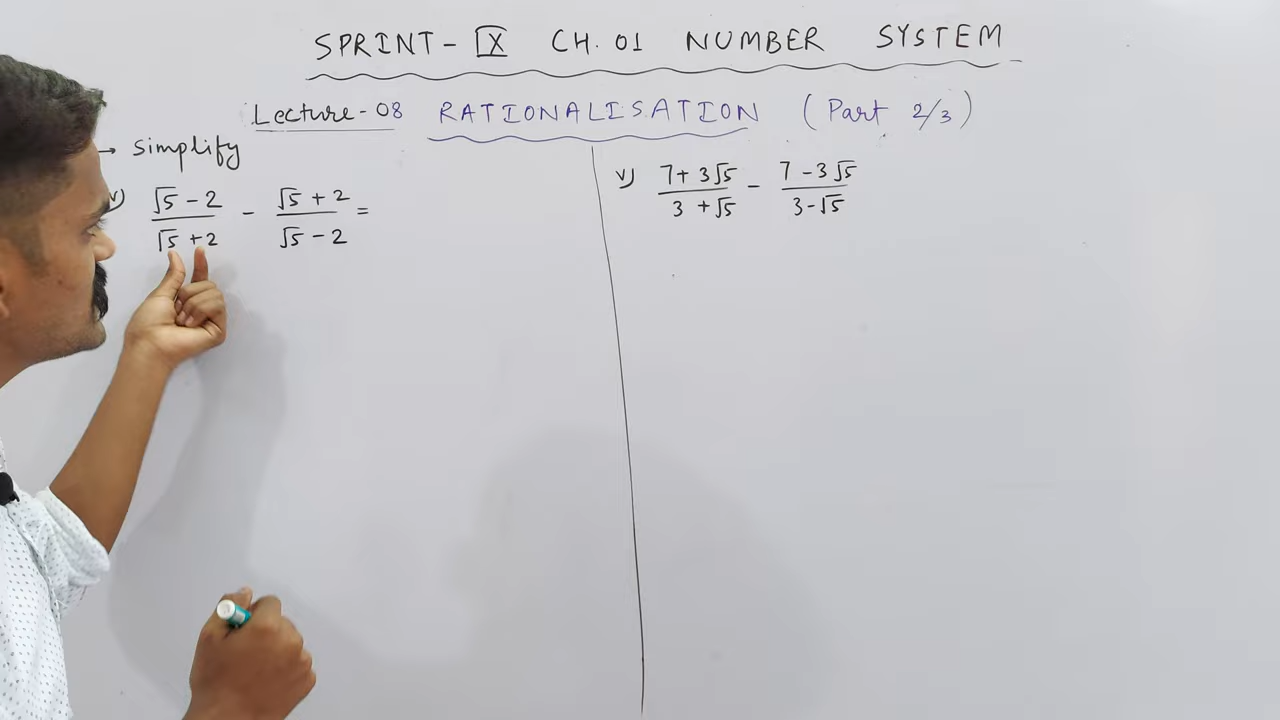 SPRINT- IX CH. 01 NUMBER SYSTEM
Lecture-08 RATIONALISATION (Part 2/3)
→ Simplify
v) √5 - 2 / √5 + 2 - √5 + 2 / √5 - 2 =
v) 7 + 3√5 / 3 + √5 - 7 - 3√5 / 3 - √5